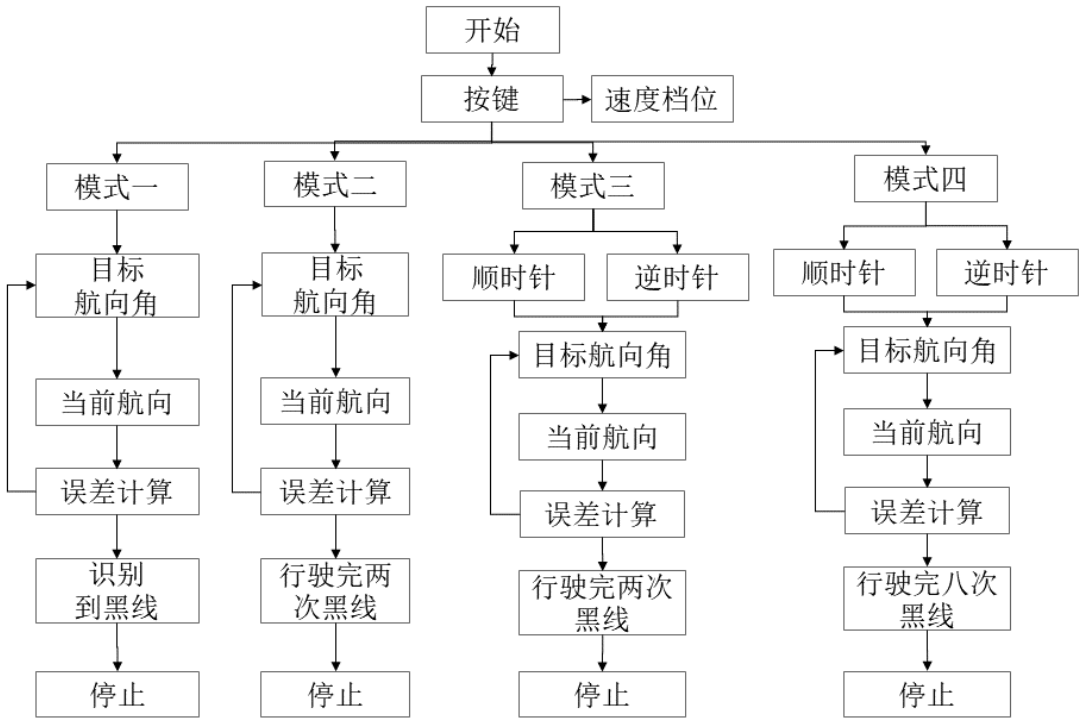 开始
按键
速度档位
模式一
模式二
模式三
模式四
目标
航向角
目标
航向角
顺时针
逆时针
顺时针
逆时针
目标航向角
目标航向角
当前航向
当前航向
当前航向
当前航向
误差计算
误差计算
误差计算
误差计算
识别
到黑线
行驶完两
次黑线
行驶完两次
黑线
行驶完八次
黑线
停止
停止
停止
停止